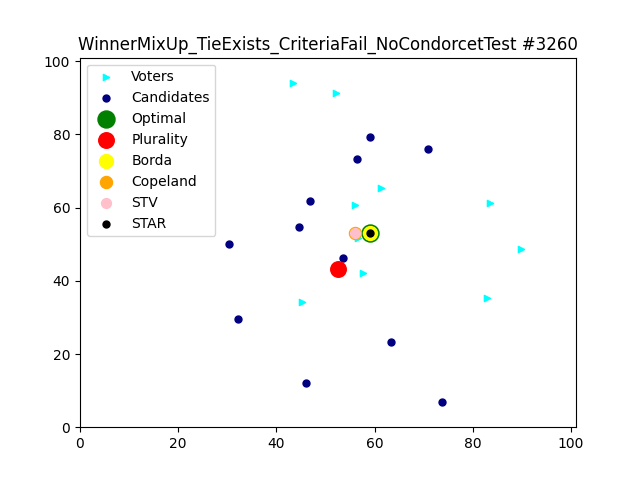 WinnerMixUp_TieExists_CriteriaFail_NoCondorcetTest #3260
100
80
60
40
20
0
0
20
40
60
80
100
Voters
Candidates
Optimal
Plurality
Borda
Copeland
STV
STAR